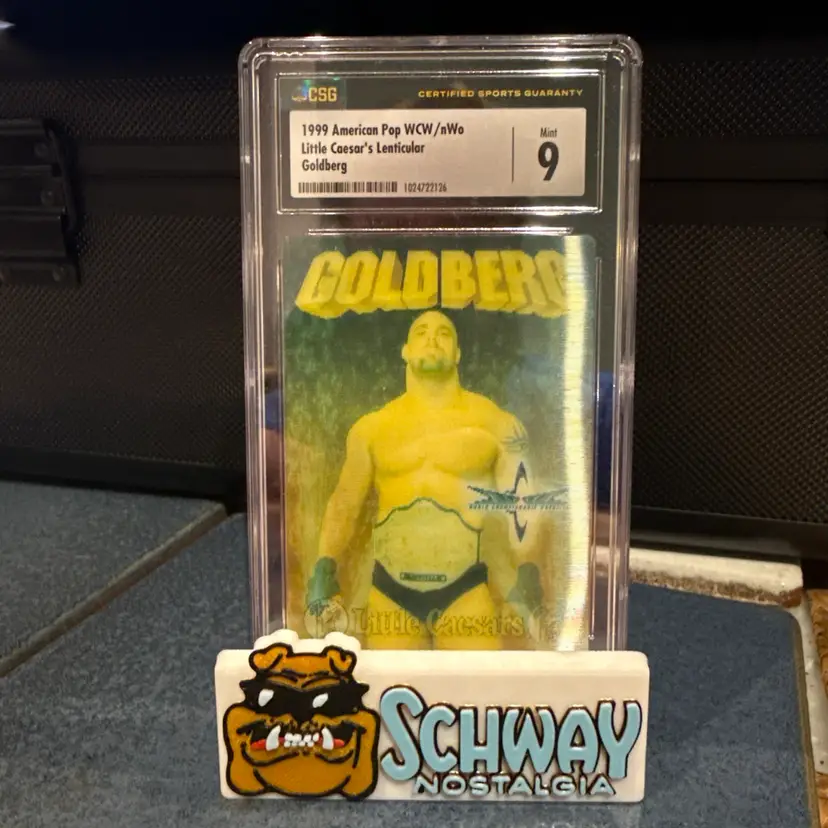 CSG
CERTIFIED SPORTS GUARANTY
1999 American Pop WCW/nWo
Little Caesar's Lenticular
Goldberg
Mint
9
1024722126
GOLDBERG
Little Caesars
SCHWAY
NOSTALGIA